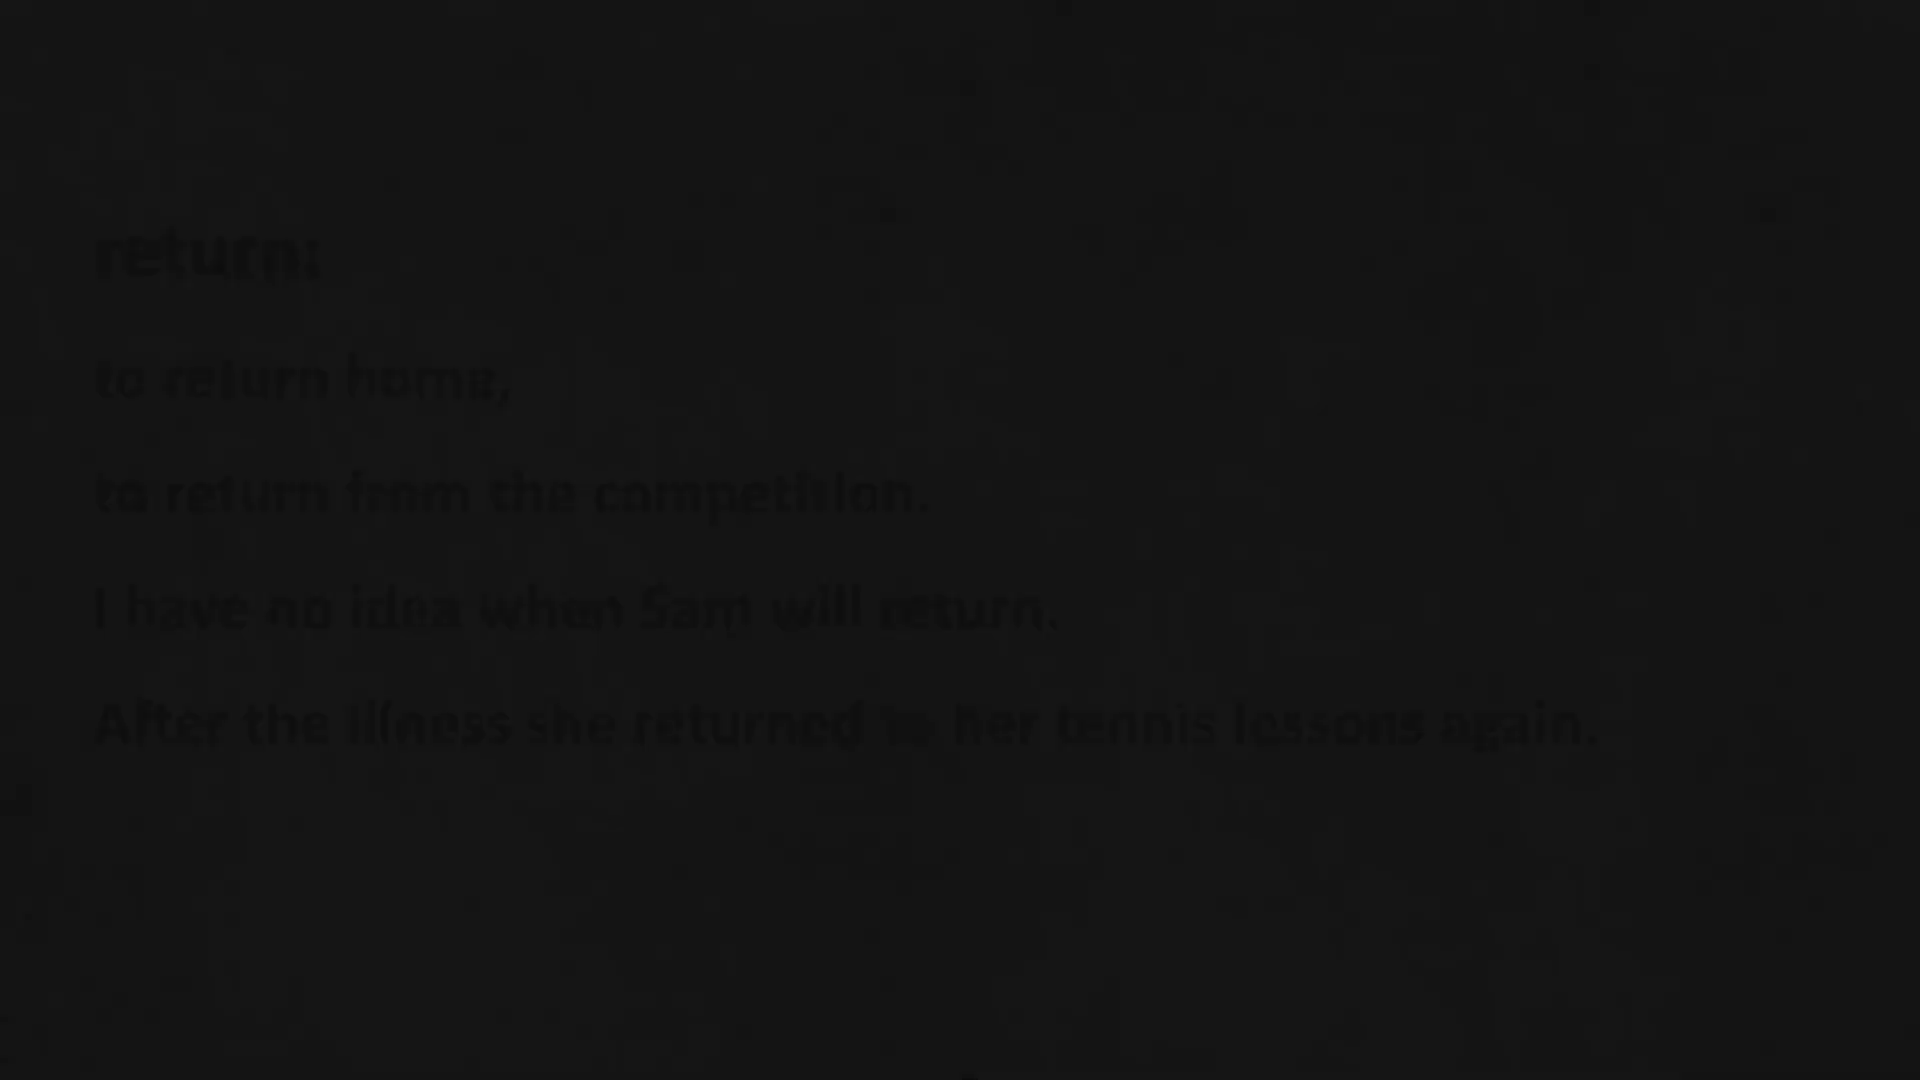 return:
to return home,
to return from the competition.
I have no idea when Sam will return.
After the illness she returned to her tennis lessons again.